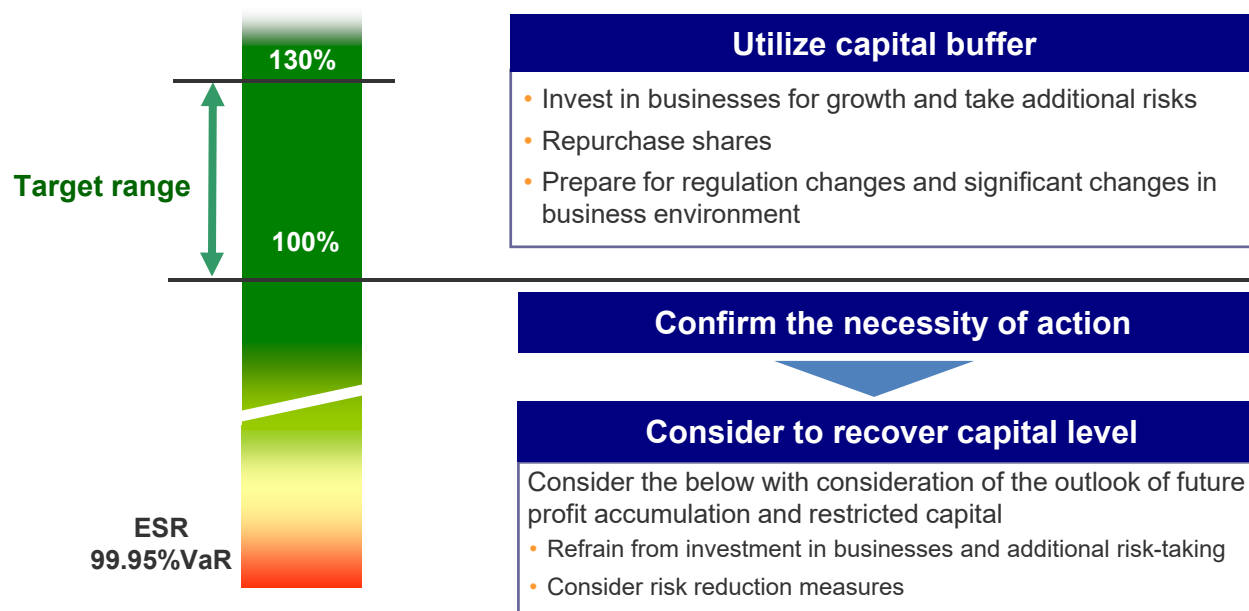 130%
Target range
100%
ESR
99.95%VaR
Utilize capital buffer
• Invest in businesses for growth and take additional risks
• Repurchase shares
• Prepare for regulation changes and significant changes in
business environment
Confirm the necessity of action
Consider to recover capital level
Consider the below with consideration of the outlook of future
profit accumulation and restricted capital
• Refrain from investment in businesses and additional risk-taking
• Consider risk reduction measures